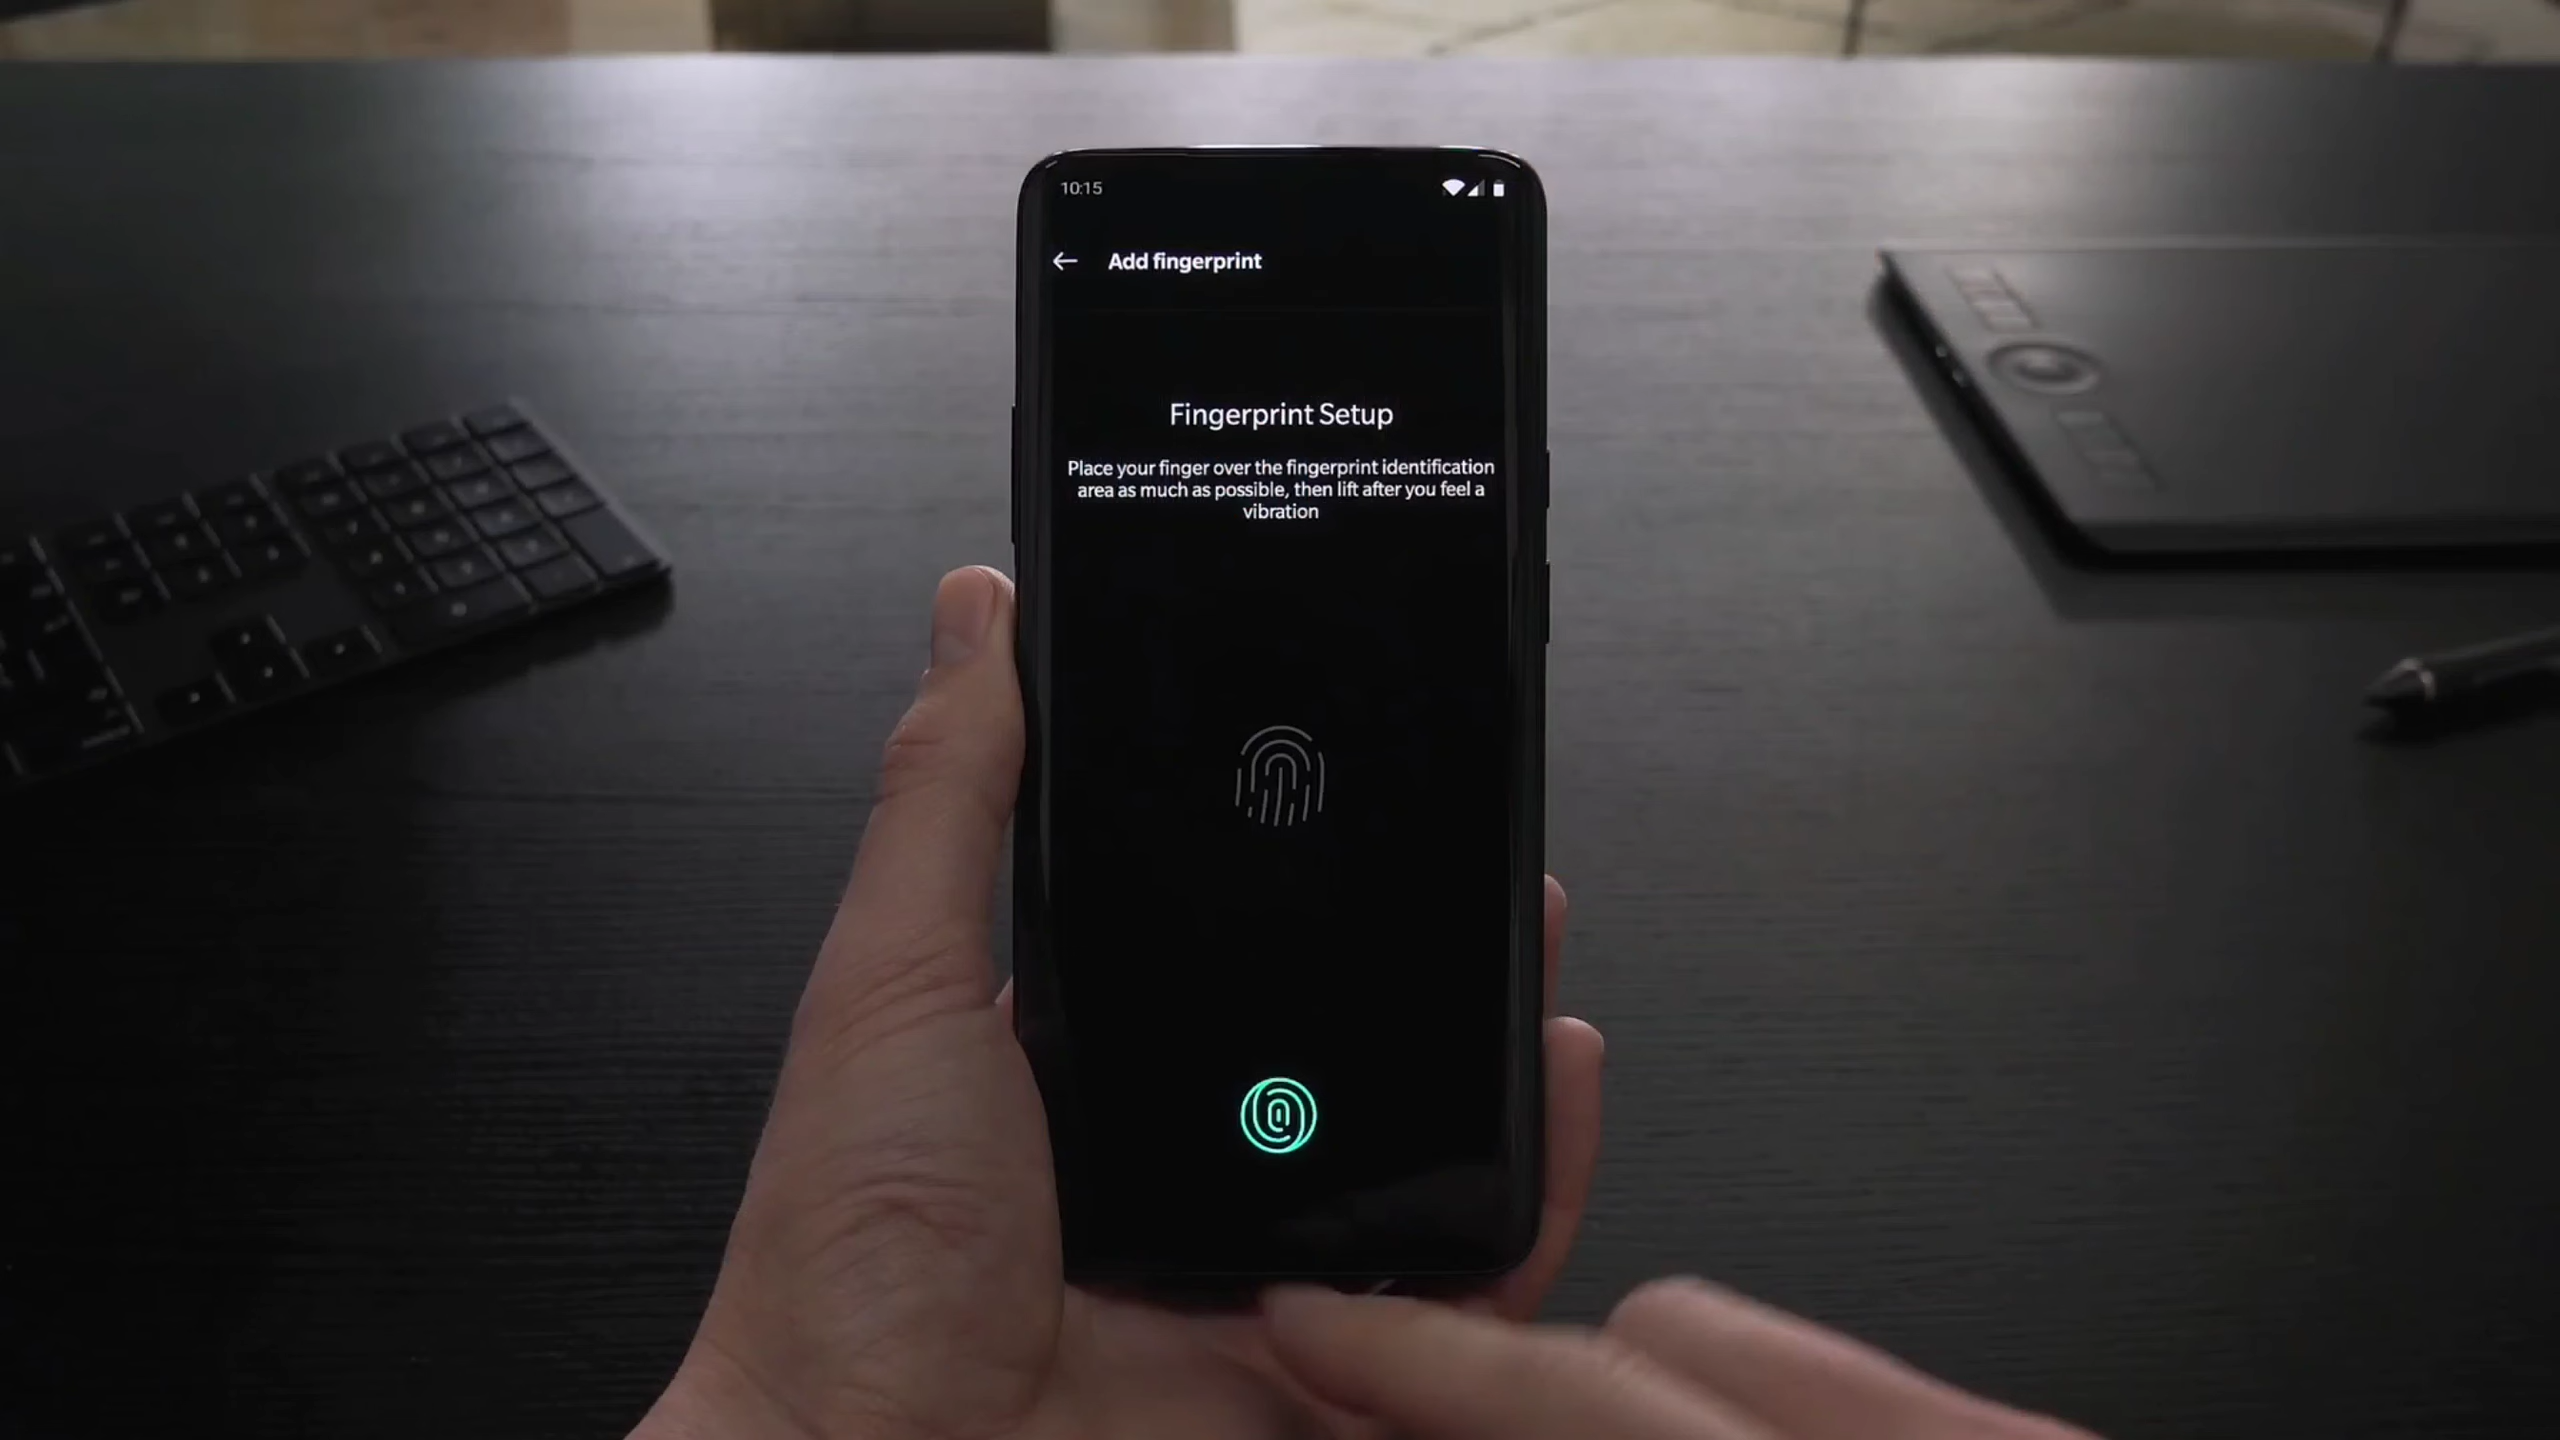 10:15
Add fingerprint
Fingerprint Setup
Place your finger over the fingerprint identification
area as much as possible, then lift after you feel a
vibration